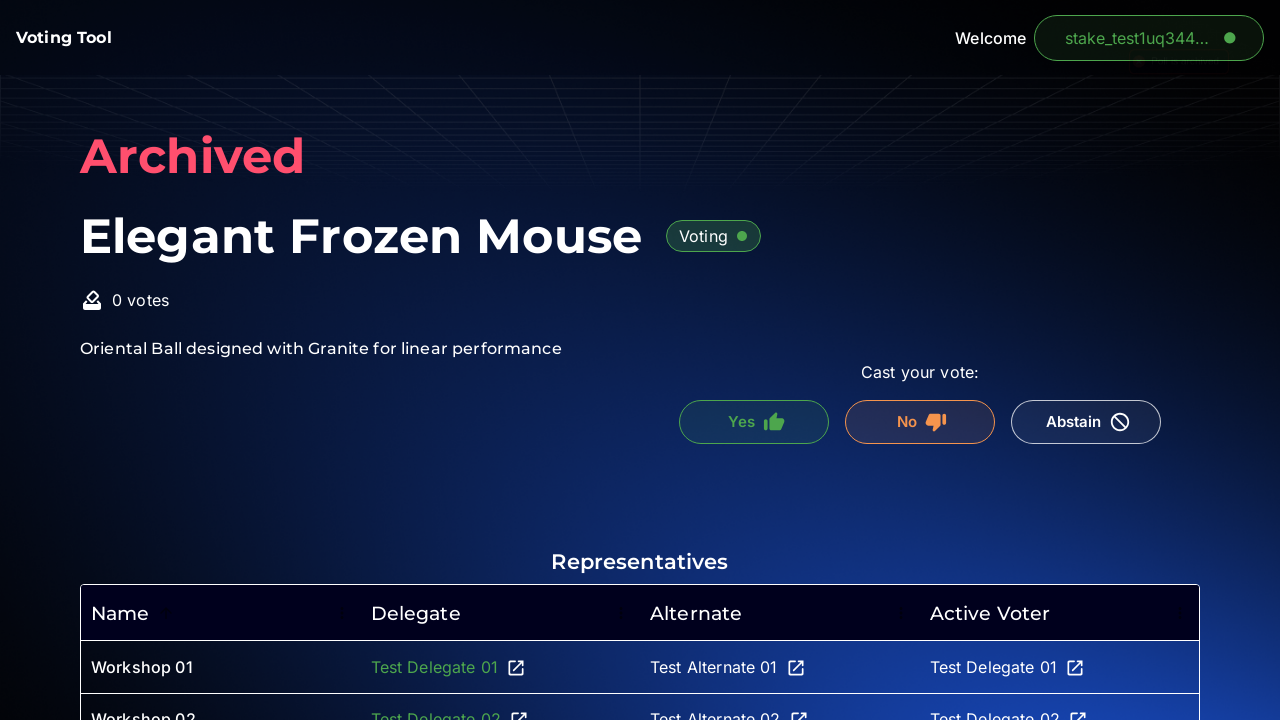 Voting Tool
Welcome stake_test1uq344...
Archived
Elegant Frozen Mouse Voting
0 votes
Oriental Ball designed with Granite for linear performance
Cast your vote:
Yes No Abstain
Representatives
Name Delegate Alternate Active Voter
Workshop 01 Test Delegate 01 Test Alternate 01 Test Delegate 01
Workshop 02 Test Delegate 02 Test Alternate 02 Test Delegate 02